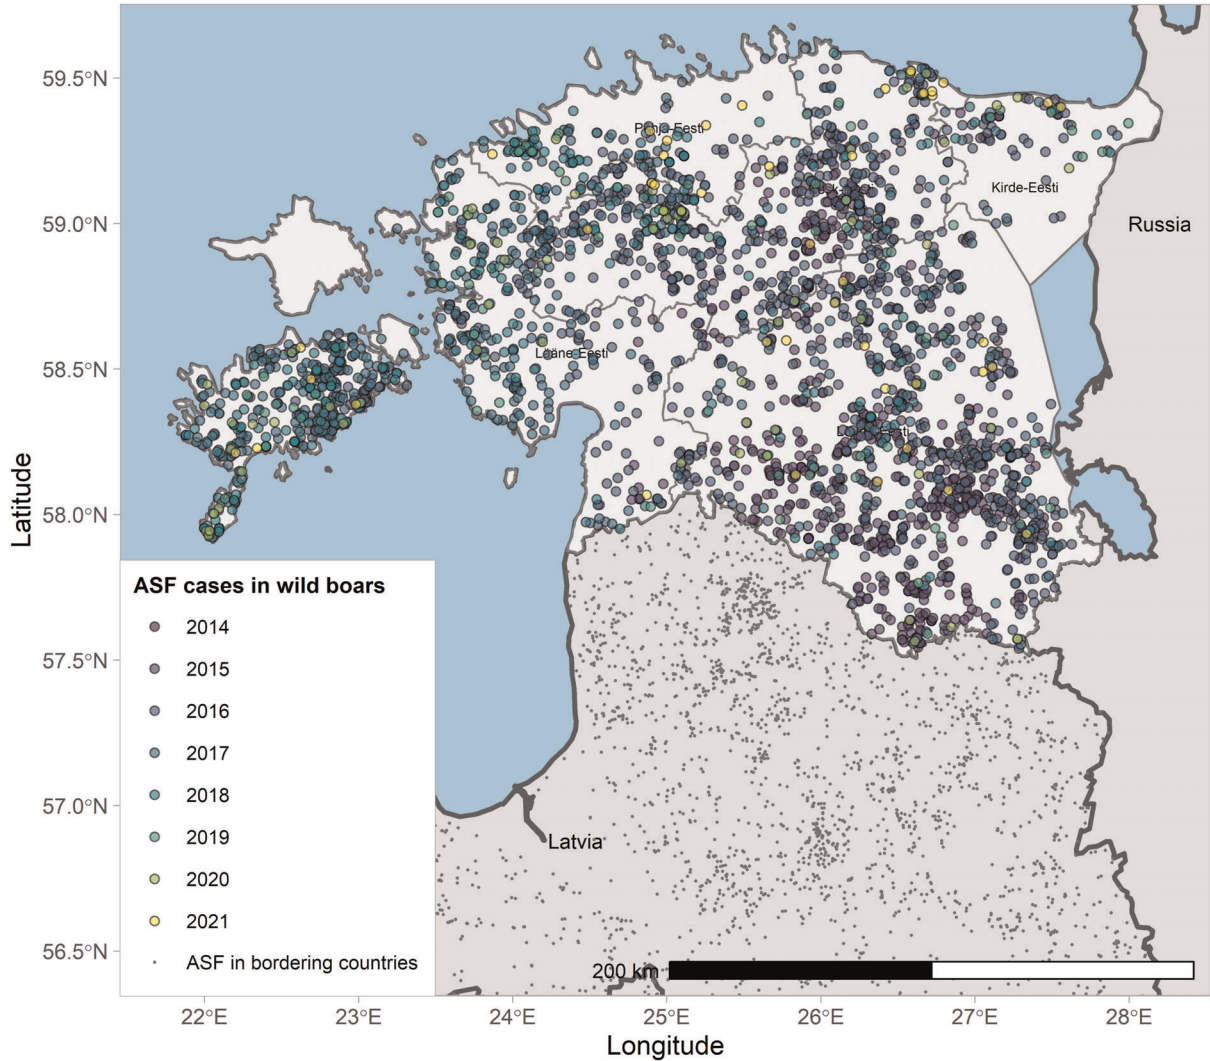 59.5°N
59.0°N
58.5°N
58.0°N
57.5°N
57.0°N
56.5°N
Latitude
Kirde-Eesti
Lääne Eesti
Russia
Latvia
ASF cases in wild boars
2014
2015
2016
2017
2018
2019
2020
2021
ASF in bordering countries
200 km
22°E 23°E 24°E 25°E 26°E 27°E 28°E
Longitude